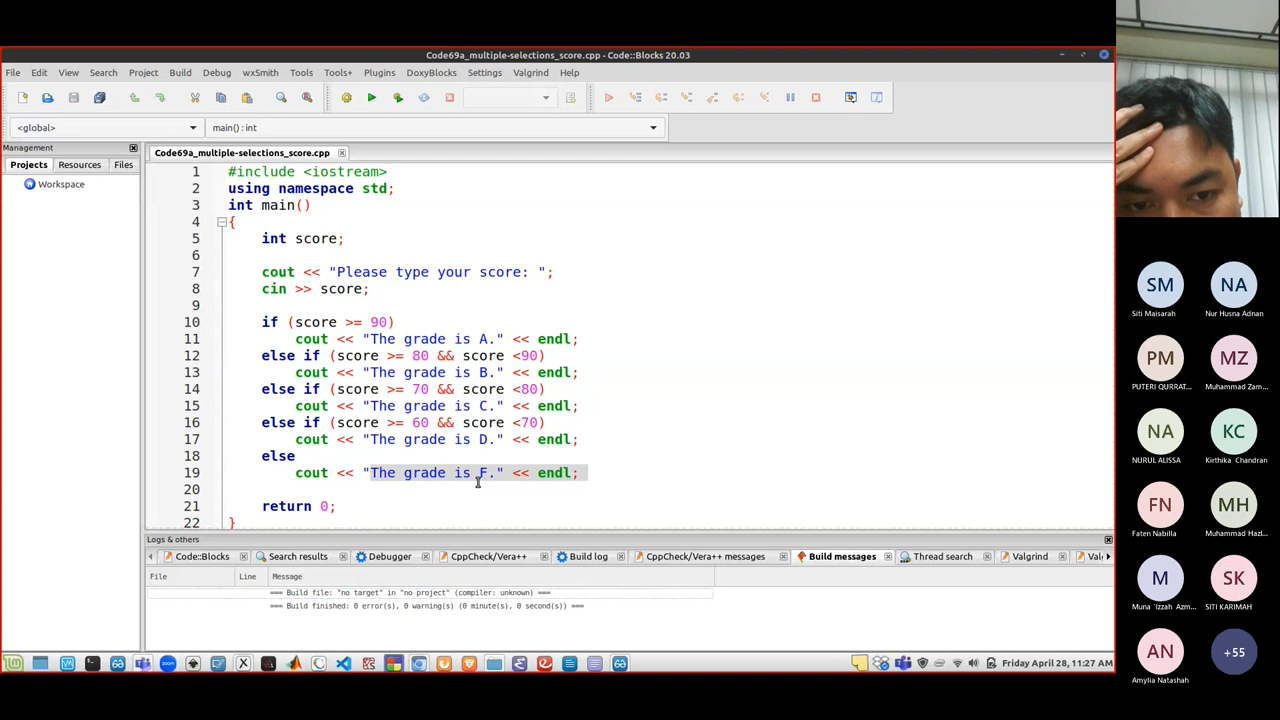 Code69a_multiple-selections_score.cpp - Code::Blocks 20.03
File Edit View Search Project Build Debug wxSmith Tools Tools+ Plugins DoxyBlocks Settings Valgrind Help
<global> main() : int
Management
Projects Resources Files
Workspace
Code69a_multiple-selections_score.cpp
1 #include <iostream>
2 using namespace std;
3 int main()
4 {
5 int score;
6
7 cout << "Please type your score: ";
8 cin >> score;
9
10 if (score >= 90)
11 cout << "The grade is A." << endl;
12 else if (score >= 80 && score <90)
13 cout << "The grade is B." << endl;
14 else if (score >= 70 && score <80)
15 cout << "The grade is C." << endl;
16 else if (score >= 60 && score <70)
17 cout << "The grade is D." << endl;
18 else
19 cout << "The grade is F." << endl;
20
21 return 0;
22 }
Logs & others
Code::Blocks Search results Debugger CppCheck/Vera++ Build log CppCheck/Vera++ messages Build messages Thread search Valgrind Val
File Line Message
=== Build file: "no target" in "no project" (compiler: unknown) ===
=== Build finished: 0 error(s), 0 warning(s) (0 minute(s), 0 second(s)) ===
Friday April 28, 11:27 AM
SM NA
Siti Maisarah Nur Husna Adnan
PM MZ
PUTERI QURRAT... Muhammad Zam...
NA KC
NURUL ALISSA Kirthika Chandran
FN MH
Faten Nabilla Muhammad Hazi...
M SK
Muna 'Izzah Azm... SITI KARIMAH
AN +55
Amylia Natashah